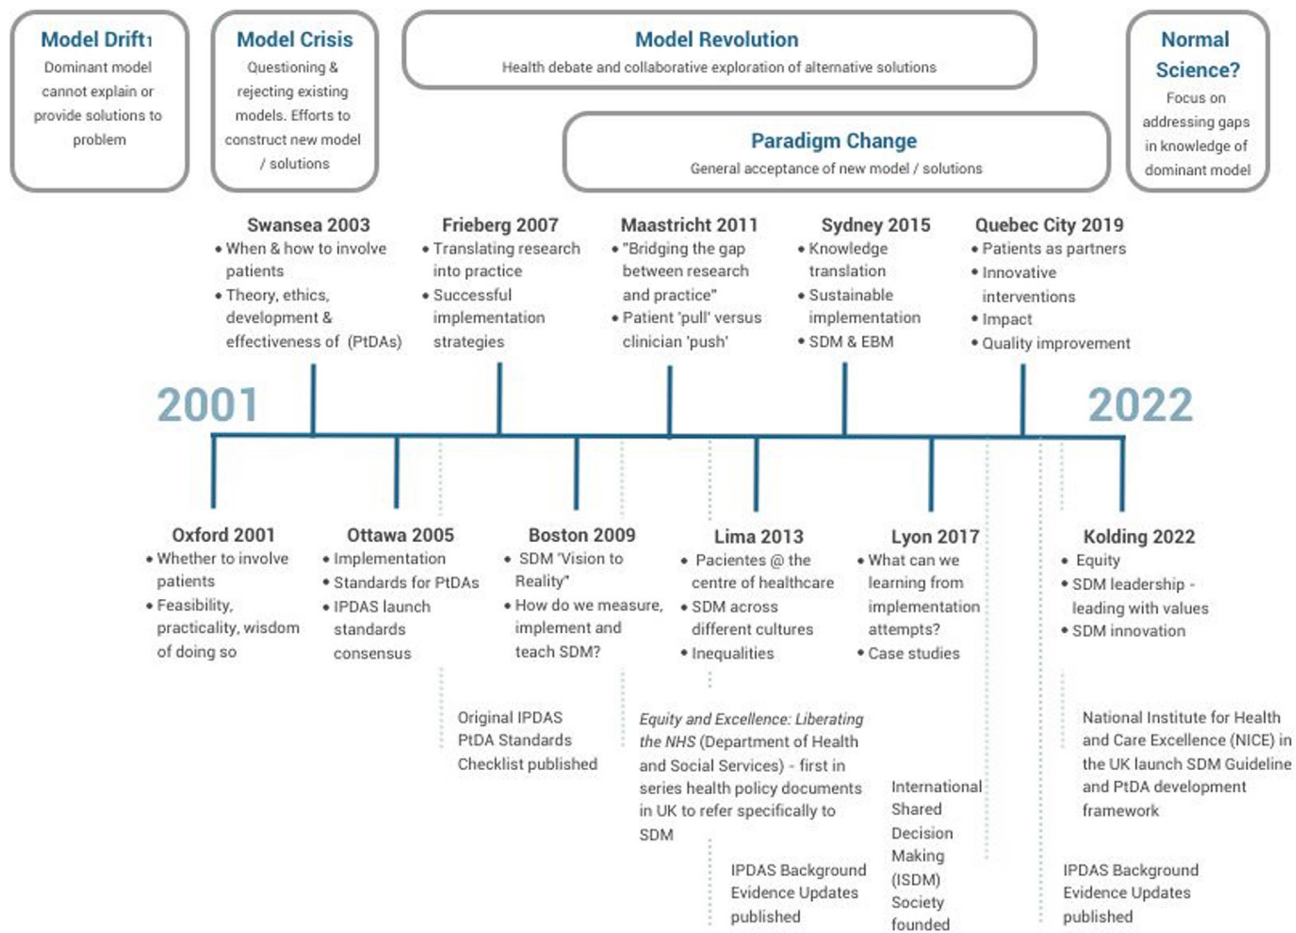 Model Drift1
Dominant model
cannot explain or
provide solutions to
problem
Model Crisis
Questioning &
rejecting existing
models. Efforts to
construct new model
/ solutions
Model Revolution
Health debate and collaborative exploration of alternative solutions
Paradigm Change
General acceptance of new model / solutions
Normal
Science?
Focus on
addressing gaps
in knowledge of
dominant model
Swansea 2003
• When & how to involve
patients
• Theory, ethics,
development &
effectiveness of (PtDAs)
Frieberg 2007
• Translating research
into practice
• Successful
implementation
strategies
Maastricht 2011
• "Bridging the gap
between research
and practice"
• Patient 'pull' versus
clinician 'push'
Sydney 2015
• Knowledge
translation
• Sustainable
implementation
• SDM & EBM
Quebec City 2019
• Patients as partners
• Innovative
interventions
• Impact
• Quality improvement
2001
2022
Oxford 2001
• Whether to involve
patients
• Feasibility,
practicality, wisdom
of doing so
Ottawa 2005
• Implementation
• Standards for PtDAs
• IPDAS launch
standards
consensus
Boston 2009
• SDM 'Vision to
Reality"
• How do we measure,
implement and
teach SDM?
Lima 2013
• Pacientes @ the
centre of healthcare
• SDM across
different cultures
• Inequalities
Lyon 2017
• What can we
learning from
implementation
attempts?
• Case studies
Kolding 2022
• Equity
• SDM leadership -
leading with values
• SDM innovation
Original IPDAS
PtDA Standards
Checklist published
Equity and Excellence: Liberating
the NHS (Department of Health
and Social Services) - first in
series health policy documents
in UK to refer specifically to
SDM
IPDAS Background
Evidence Updates
published
International
Shared
Decision
Making
(ISDM)
Society
founded
National Institute for Health
and Care Excellence (NICE) in
the UK launch SDM Guideline
and PtDA development
framework
IPDAS Background
Evidence Updates
published